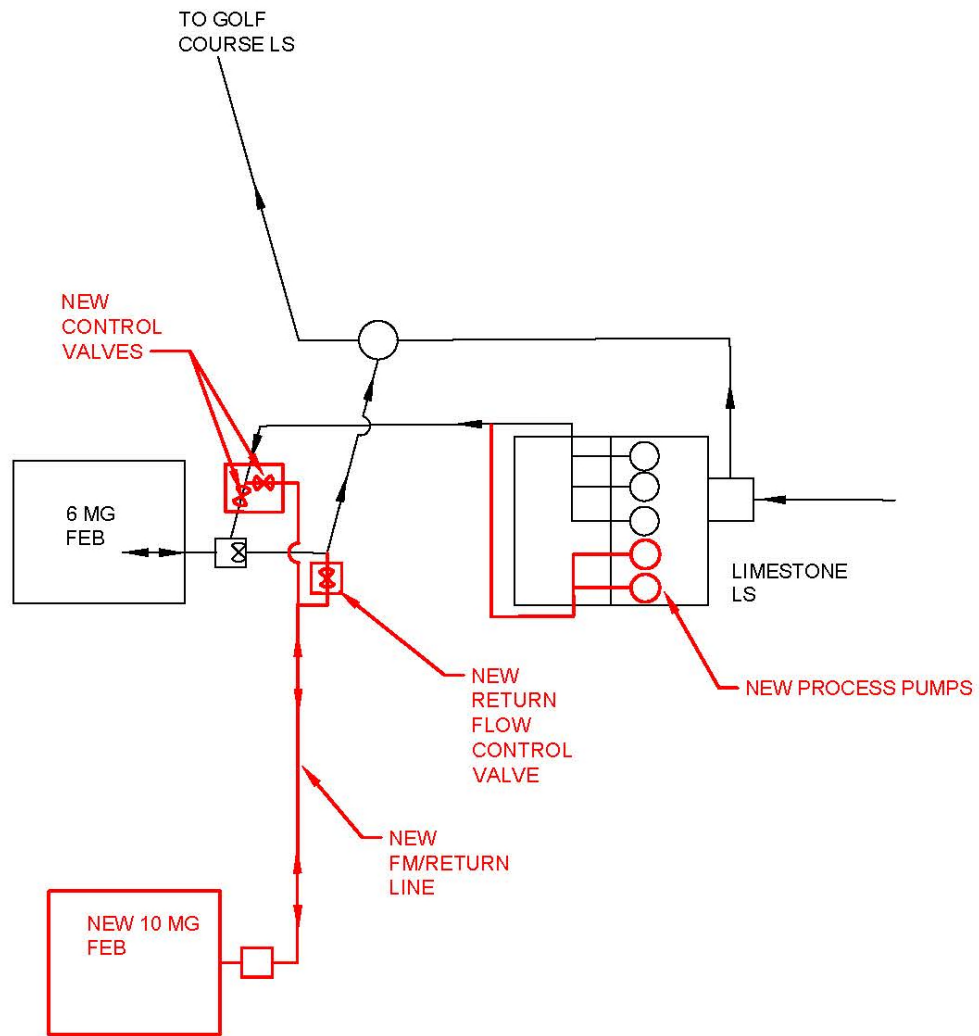 TO GOLF
COURSE LS
NEW
CONTROL
VALVES
6 MG
FEB
LIMESTONE
LS
NEW
RETURN
FLOW
CONTROL
VALVE
NEW PROCESS PUMPS
NEW
FM/RETURN
LINE
NEW 10 MG
FEB